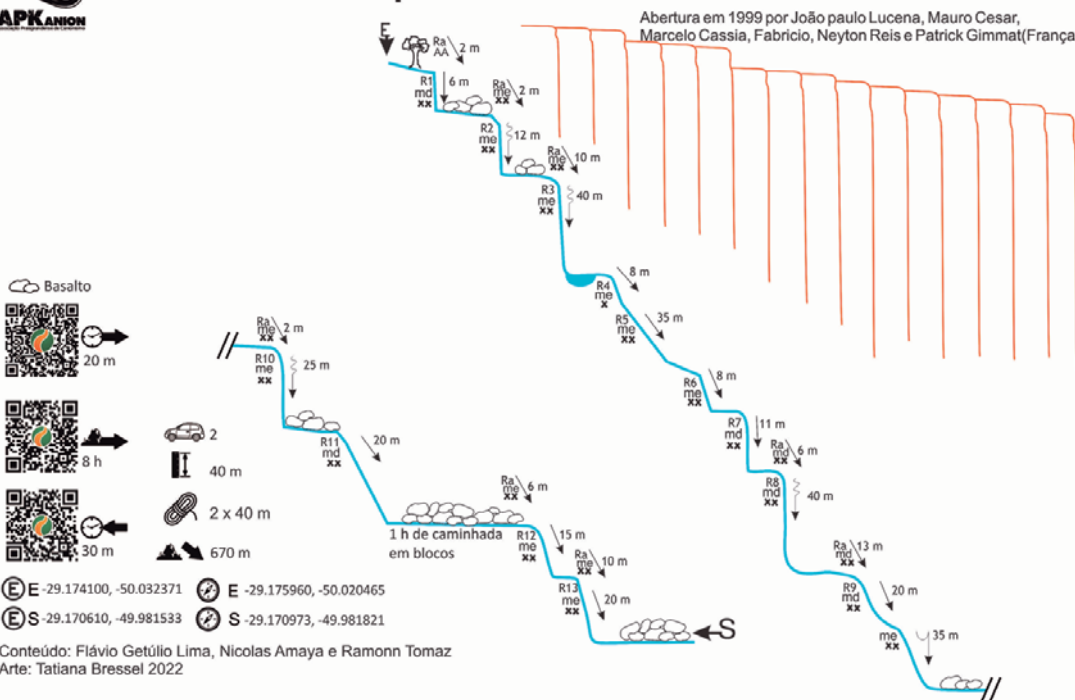 APKANION
Abertura em 1999 por João paulo Lucena, Mauro Cesar,
Marcelo Cassia, Fabricio, Neyton Reis e Patrick Gimmat(França
E
Ra
AA
2 m
R1
md
xx
6 m
Ra
me
xx
2 m
R2
me
xx
12 m
Ra
me
xx
10 m
R3
me
xx
40 m
R4
me
x
8 m
R5
me
xx
35 m
R6
me
xx
8 m
R7
md
xx
11 m
Ra
md
xx
6 m
R8
md
xx
40 m
Ra
md
xx
13 m
R9
md
xx
20 m
me
xx
35 m
//
//
Ra
me
xx
2 m
R10
me
xx
25 m
R11
md
xx
20 m
1 h de caminhada
em blocos
Ra
me
xx
6 m
R12
me
xx
15 m
Ra
me
xx
10 m
R13
me
xx
20 m
S
Basalto
20 m
8 h
30 m
2
40 m
2 x 40 m
670 m
E E -29.174100, -50.032371
E -29.175960, -50.020465
E S -29.170610, -49.981533
S -29.170973, -49.981821
Conteúdo: Flávio Getúlio Lima, Nicolas Amaya e Ramonn Tomaz
Arte: Tatiana Bressel 2022